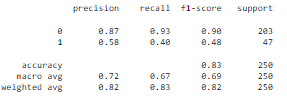 precision recall f1-score support
0 0.87 0.93 0.90 203
1 0.58 0.40 0.48 47
accuracy 0.83 250
macro avg 0.72 0.67 0.69 250
weighted avg 0.82 0.83 0.82 250